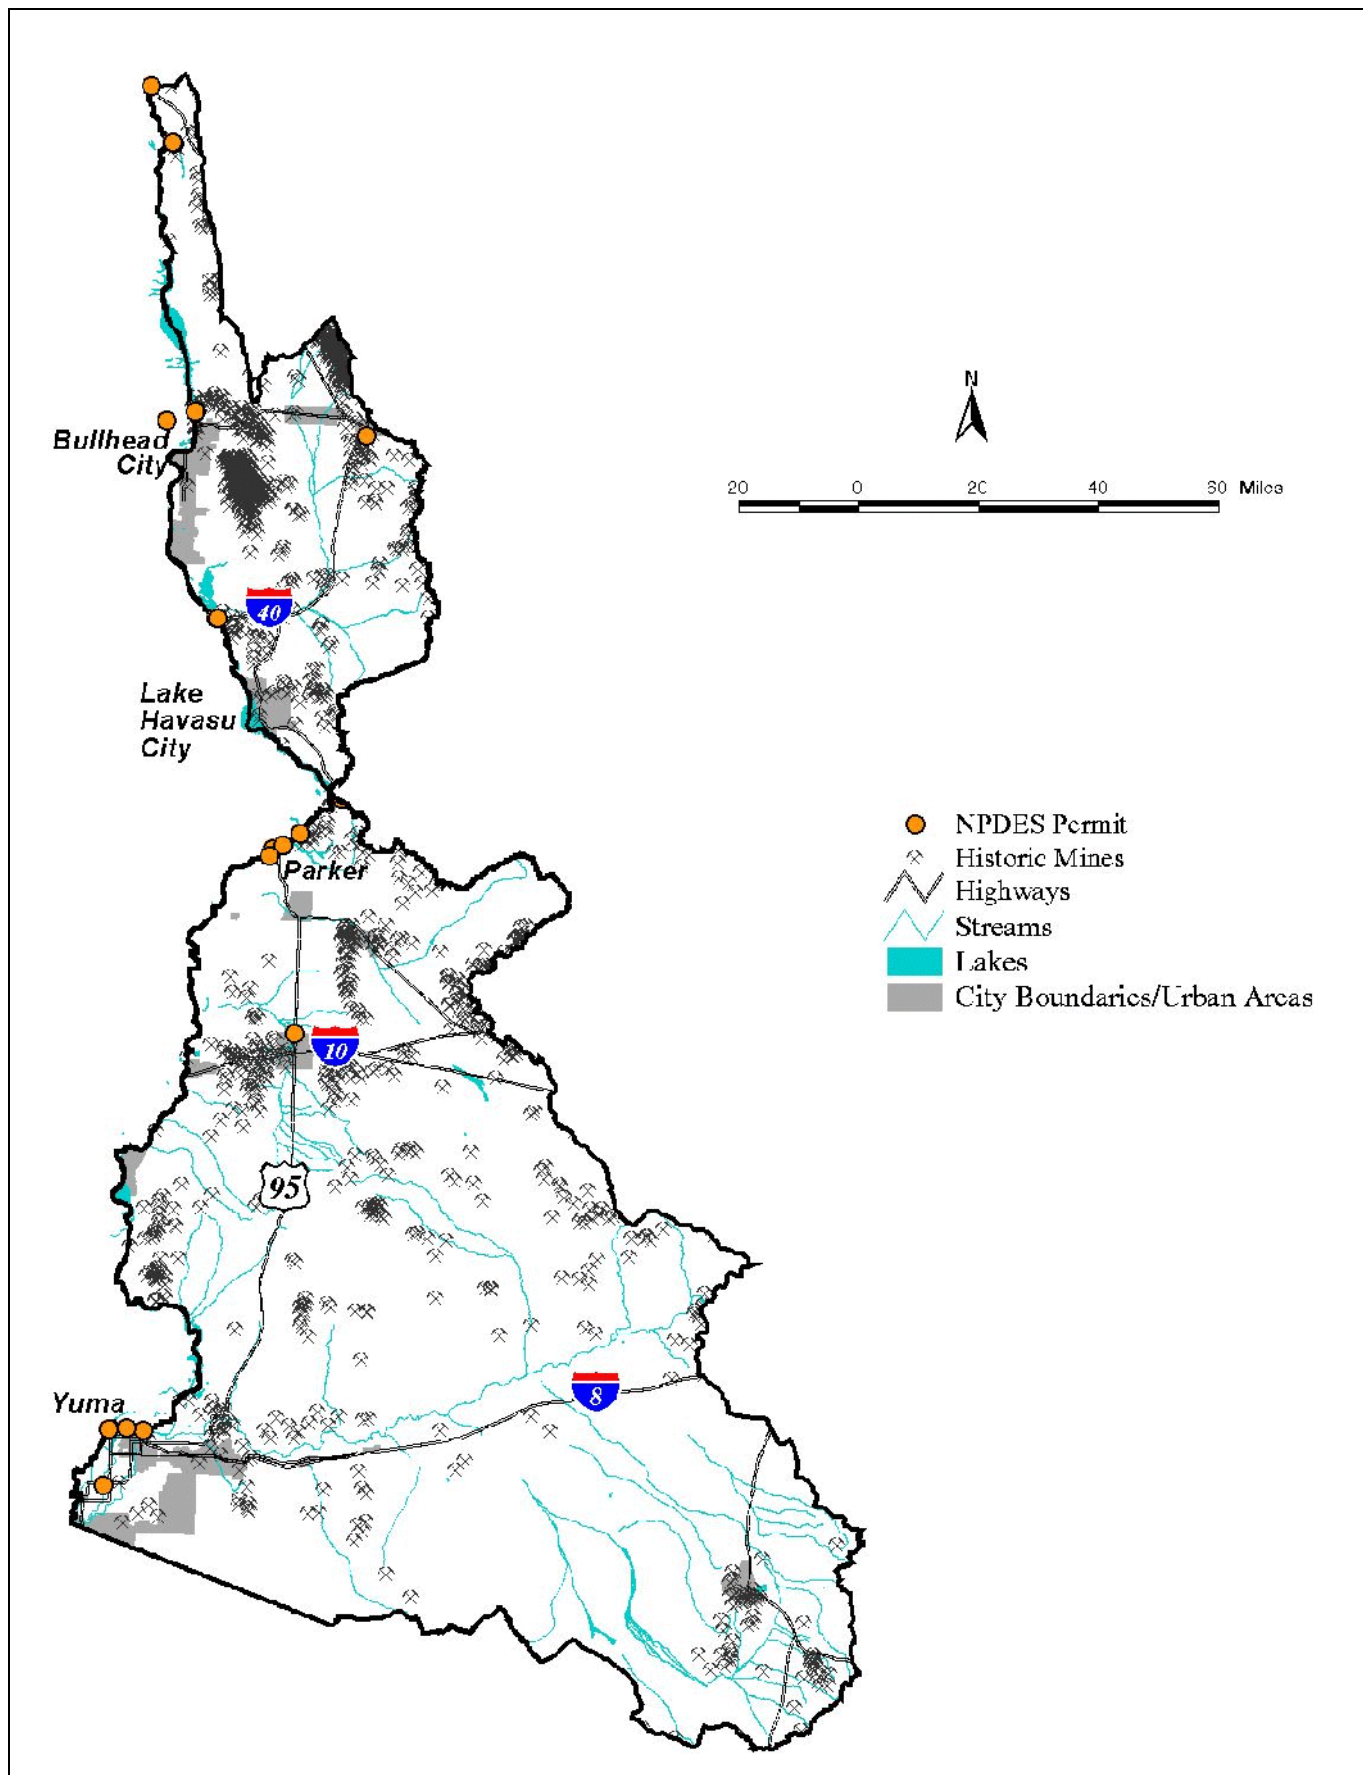 N
20 0 20 40 60 Miles
Bullhead
City
40
Lake
Havasu
City
NPDES Permit
Historic Mines
Parker
Highways
Streams
Lakes
City Boundaries/Urban Areas
10
95
8
Yuma